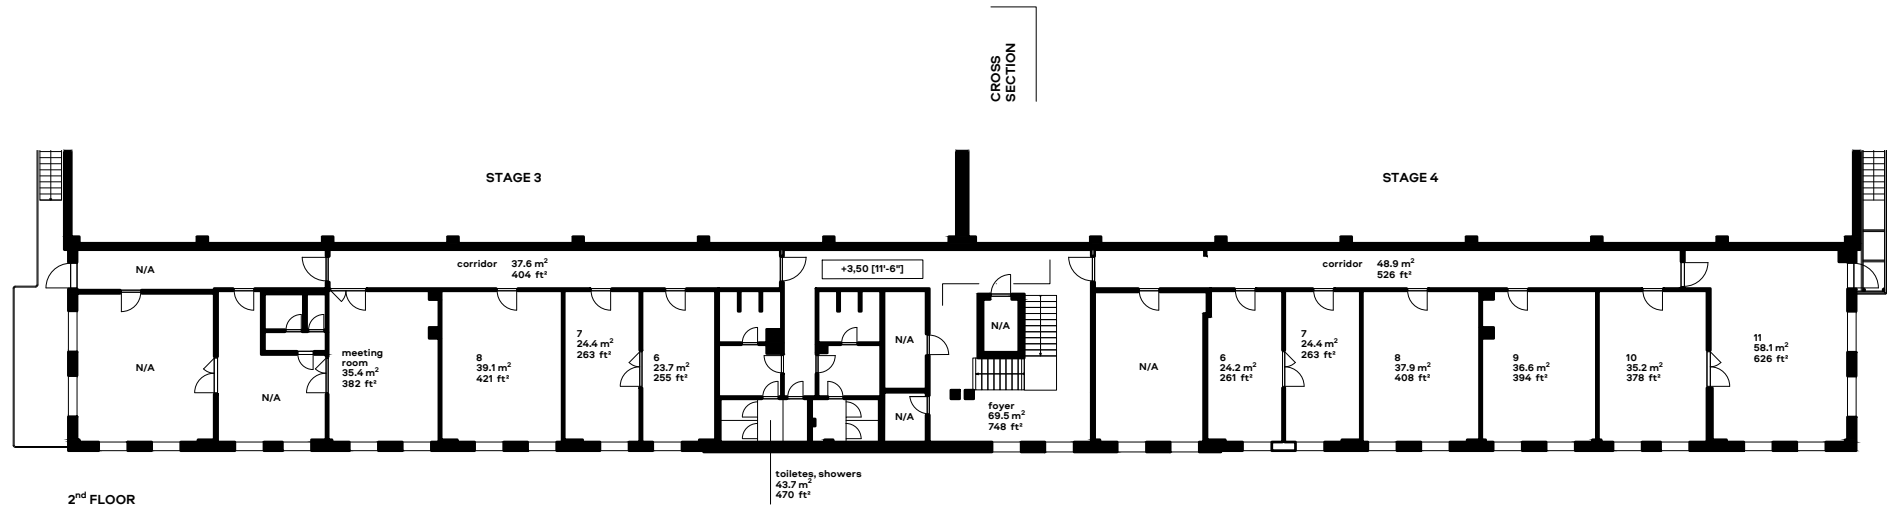 CROSS
SECTION
STAGE 3
STAGE 4
N/A
corridor 37.6 m²
404 ft²
+3,50 [11'-6"]
corridor 48.9 m²
526 ft²
N/A
N/A
meeting
room
35.4 m²
382 ft²
8
39.1 m²
421 ft²
7
24.4 m²
263 ft²
6
23.7 m²
255 ft²
N/A
N/A
N/A
foyer
69.5 m²
748 ft²
N/A
6
24.2 m²
261 ft²
7
24.4 m²
263 ft²
8
37.9 m²
408 ft²
9
36.6 m²
394 ft²
10
35.2 m²
378 ft²
11
58.1 m²
626 ft²
toiletes, showers
43.7 m²
470 ft²
2nd FLOOR